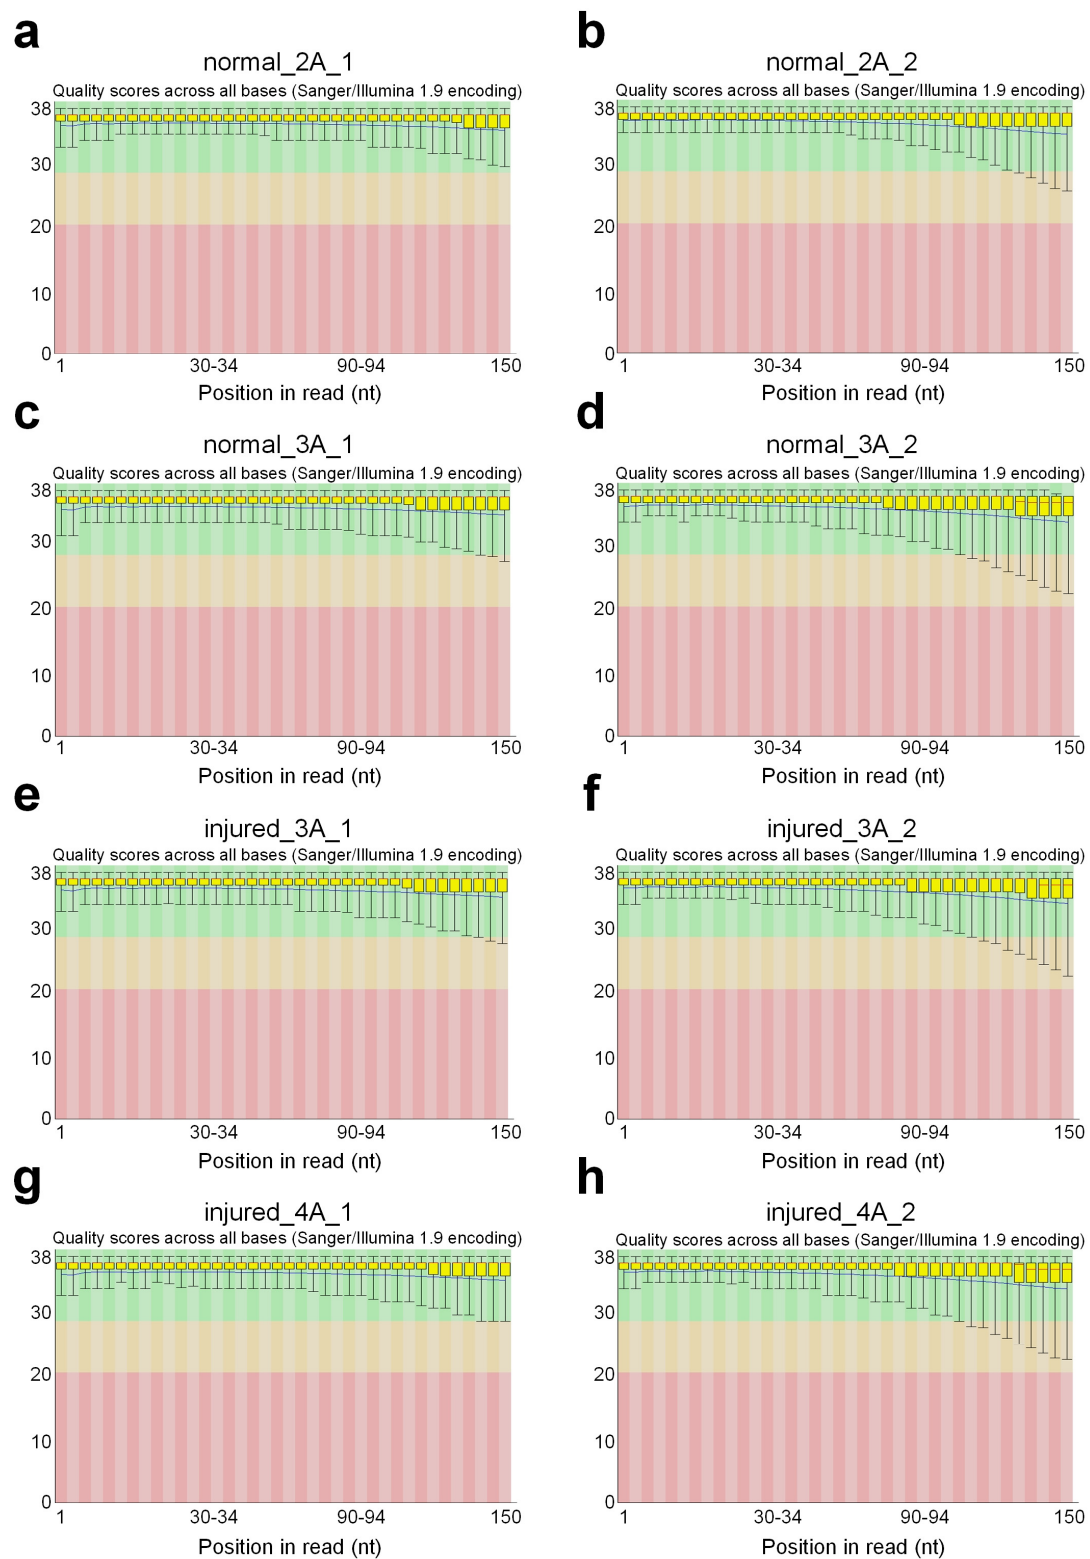 a
normal_2A_1
Quality scores across all bases (Sanger/Illumina 1.9 encoding)
38
30
20
10
0
1 30-34 90-94 150
Position in read (nt)
b
normal_2A_2
Quality scores across all bases (Sanger/Illumina 1.9 encoding)
38
30
20
10
0
1 30-34 90-94 150
Position in read (nt)
c
normal_3A_1
Quality scores across all bases (Sanger/Illumina 1.9 encoding)
38
30
20
10
0
1 30-34 90-94 150
Position in read (nt)
d
normal_3A_2
Quality scores across all bases (Sanger/Illumina 1.9 encoding)
38
30
20
10
0
1 30-34 90-94 150
Position in read (nt)
e
injured_3A_1
Quality scores across all bases (Sanger/Illumina 1.9 encoding)
38
30
20
10
0
1 30-34 90-94 150
Position in read (nt)
f
injured_3A_2
Quality scores across all bases (Sanger/Illumina 1.9 encoding)
38
30
20
10
0
1 30-34 90-94 150
Position in read (nt)
g
injured_4A_1
Quality scores across all bases (Sanger/Illumina 1.9 encoding)
38
30
20
10
0
1 30-34 90-94 150
Position in read (nt)
h
injured_4A_2
Quality scores across all bases (Sanger/Illumina 1.9 encoding)
38
30
20
10
0
1 30-34 90-94 150
Position in read (nt)